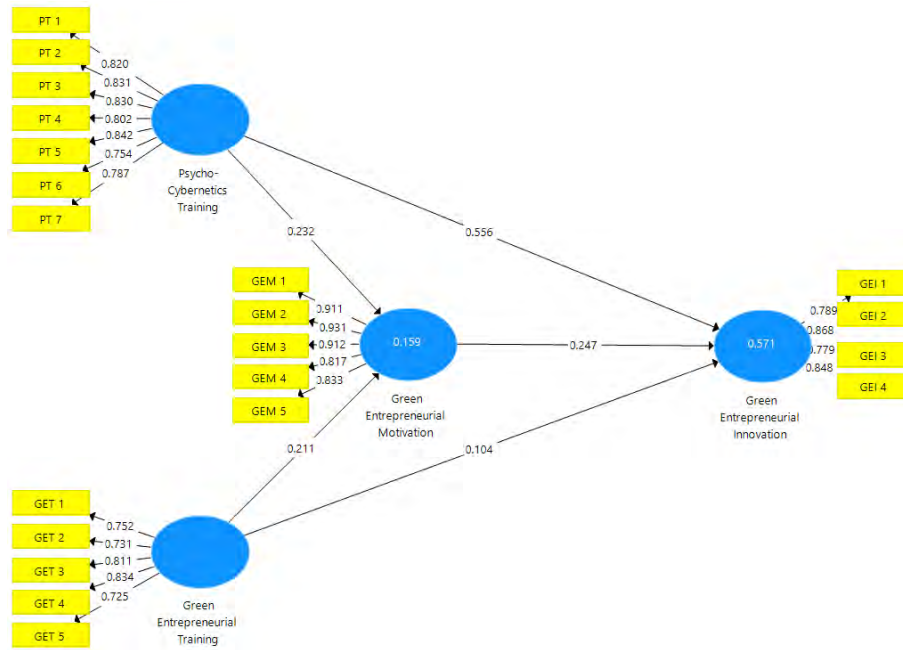 PT 1
PT 2
PT 3
PT 4
PT 5
PT 6
PT 7
0.820
0.831
0.830
0.802
0.842
0.754
0.787
Psycho-
Cybernetics
Training
0.232
0.556
GEM 1
GEM 2
GEM 3
GEM 4
GEM 5
0.911
0.931
0.912
0.817
0.833
0.159
Green
Entrepreneurial
Motivation
0.247
0.571
Green
Entrepreneurial
Innovation
0.789
0.868
0.779
0.848
GEI 1
GEI 2
GEI 3
GEI 4
0.211
0.104
GET 1
GET 2
GET 3
GET 4
GET 5
0.752
0.731
0.811
0.834
0.725
Green
Entrepreneurial
Training